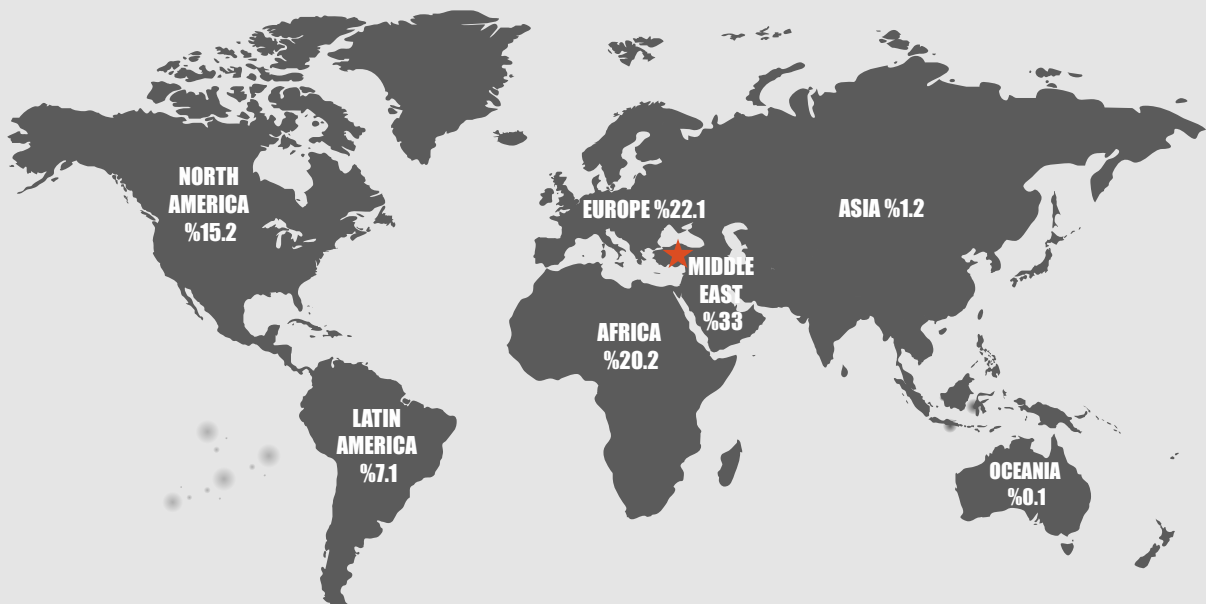 NORTH
AMERICA
%15.2
EUROPE %22.1
ASIA %1.2
MIDDLE
EAST
%33
AFRICA
%20.2
LATIN
AMERICA
%7.1
OCEANIA
%0.1